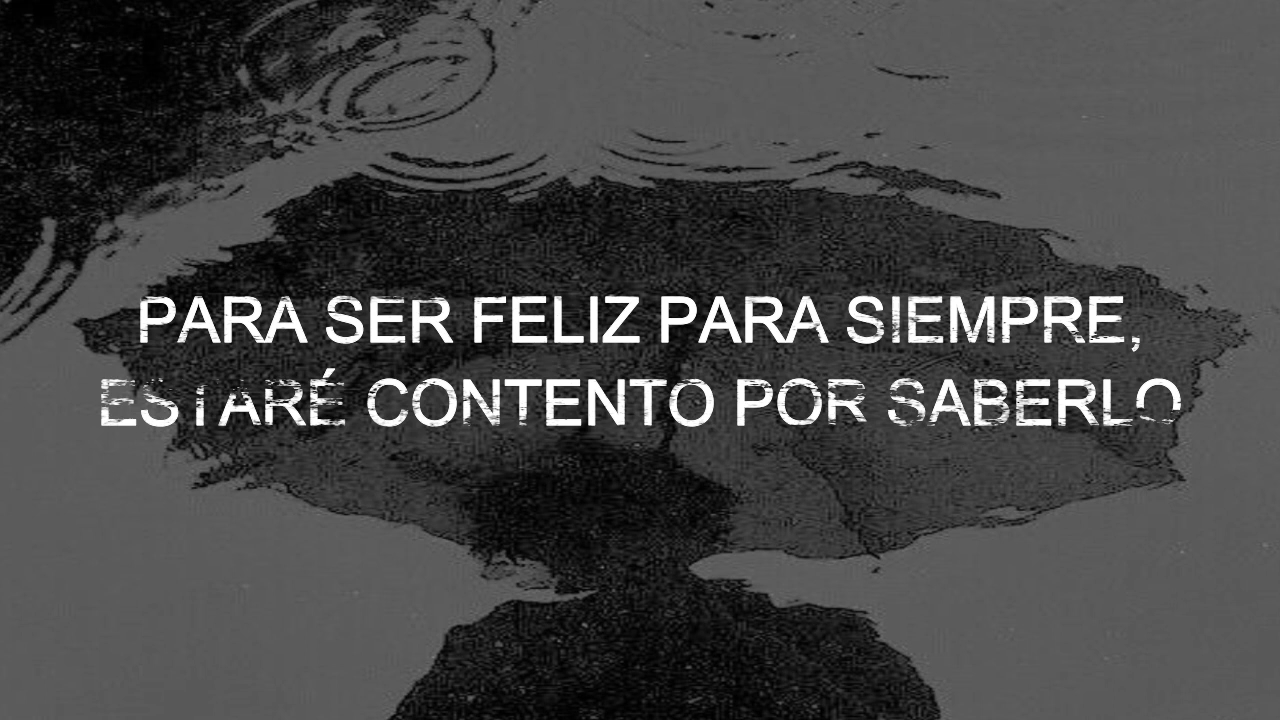 PARA SER FELIZ PARA SIEMPRE,
ESTARÉ CONTENTO POR SABERLO